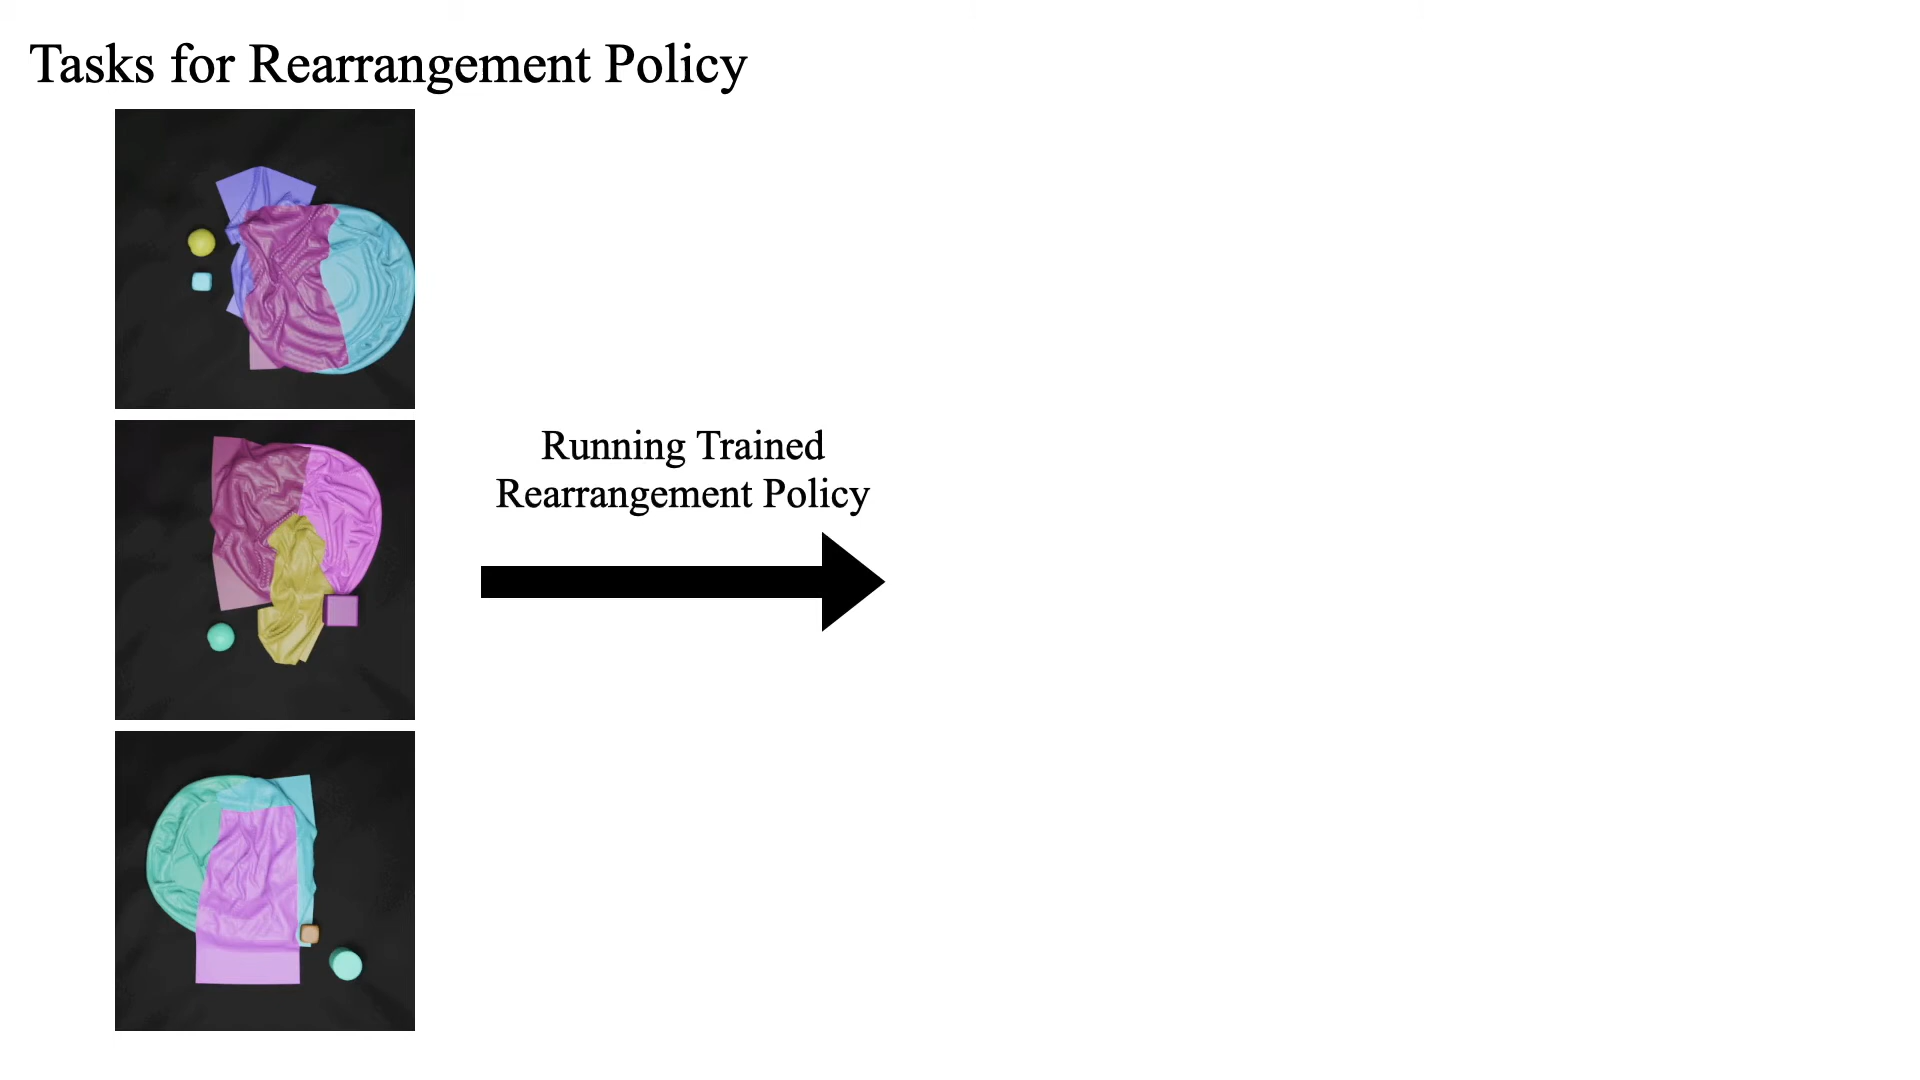 Tasks for Rearrangement Policy
Running Trained
Rearrangement Policy